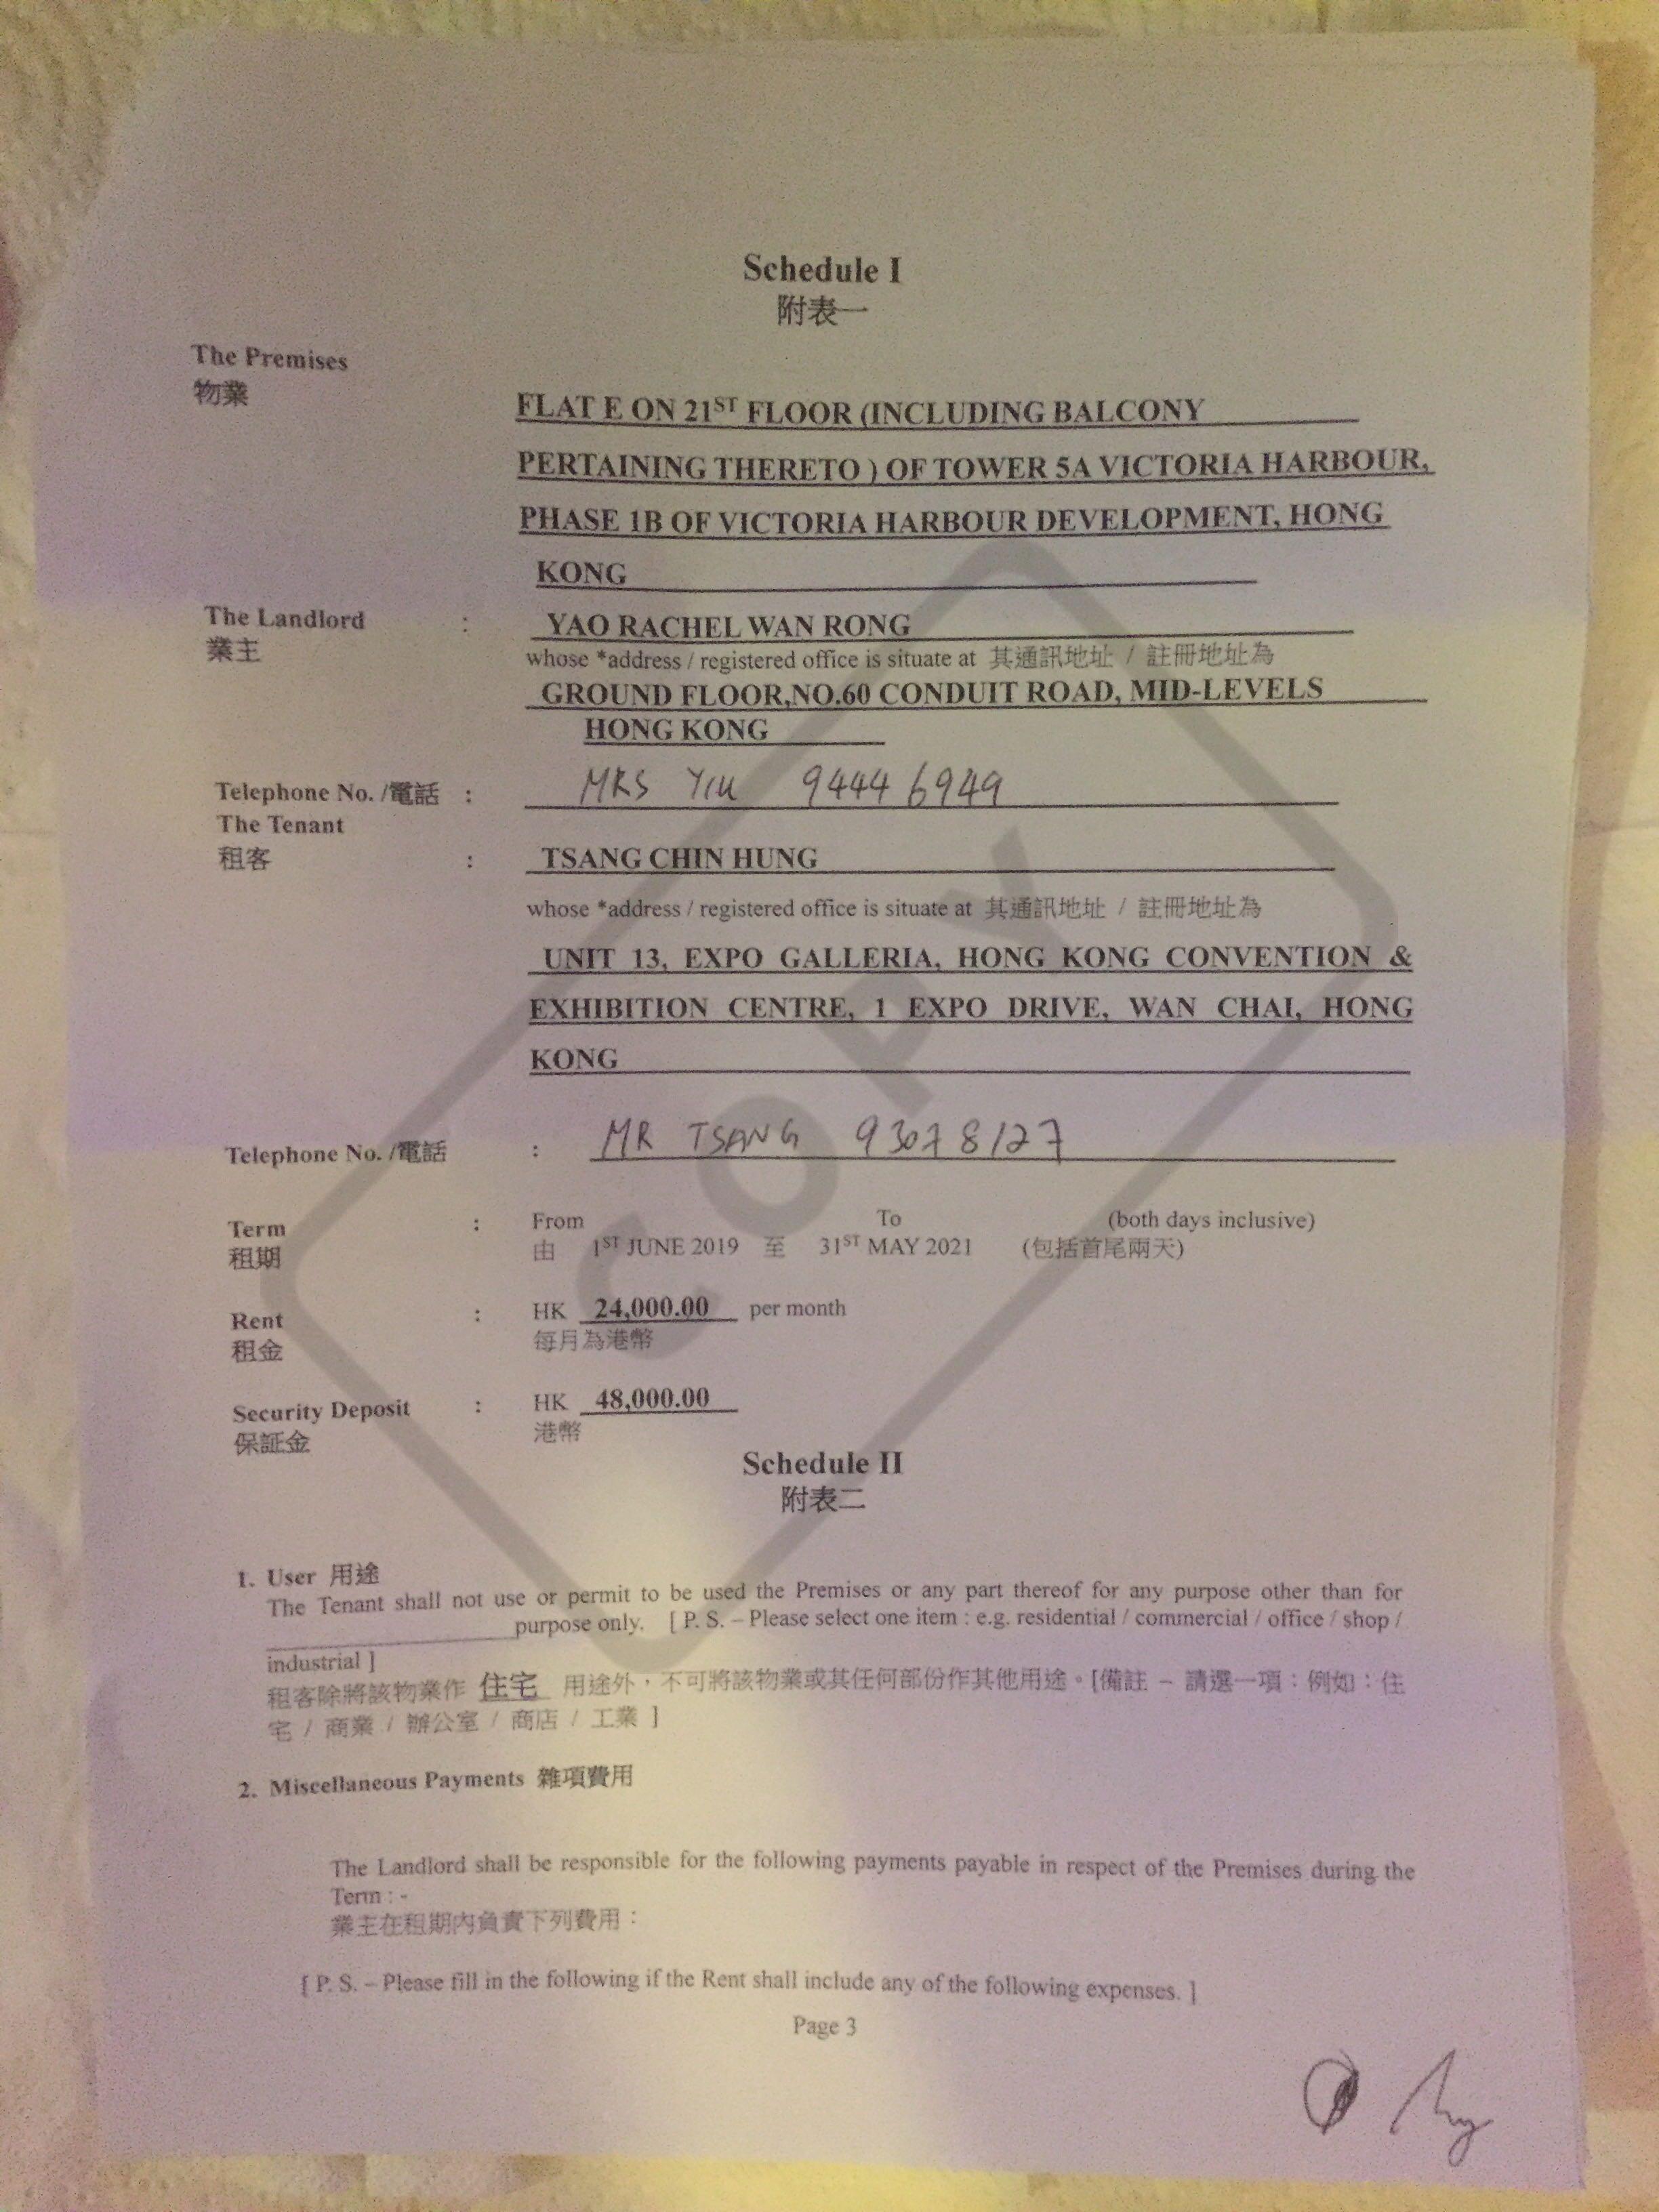 Schedule I
附表一
The Premises
物業
FLAT E ON 21ST FLOOR (INCLUDING BALCONY
PERTAINING THERETO ) OF TOWER 5A VICTORIA HARBOUR,
PHASE 1B OF VICTORIA HARBOUR DEVELOPMENT, HONG
KONG
The Landlord : YAO RACHEL WAN RONG
業主 whose *address / registered office is situate at 其通訊地址 / 註冊地址為
GROUND FLOOR,NO.60 CONDUIT ROAD, MID-LEVELS
HONG KONG
Telephone No. /電話 : MRS YIU 9444 6949
The Tenant
租客 : TSANG CHIN HUNG
whose *address / registered office is situate at 其通訊地址 / 註冊地址為
UNIT 13, EXPO GALLERIA, HONG KONG CONVENTION &
EXHIBITION CENTRE, 1 EXPO DRIVE, WAN CHAI, HONG
KONG
Telephone No. /電話 : MR TSANG 9307 8127
Term : From To (both days inclusive)
租期 由 1ST JUNE 2019 至 31ST MAY 2021 (包括首尾兩天)
Rent : HK 24,000.00 per month
租金 每月為港幣
Security Deposit : HK 48,000.00
保証金 港幣
Schedule II
附表二
1. User 用途
The Tenant shall not use or permit to be used the Premises or any part thereof for any purpose other than for
purpose only. [ P. S. – Please select one item : e.g. residential / commercial / office / shop /
industrial ]
租客除將該物業作 住宅 用途外，不可將該物業或其任何部份作其他用途。[備註 – 請選一項：例如：住
宅 / 商業 / 辦公室 / 商店 / 工業 ]
2. Miscellaneous Payments 雜項費用
The Landlord shall be responsible for the following payments payable in respect of the Premises during the
Term : -
業主在租期內負責下列費用：
[ P. S. – Please fill in the following if the Rent shall include any of the following expenses. ]
Page 3
COPY